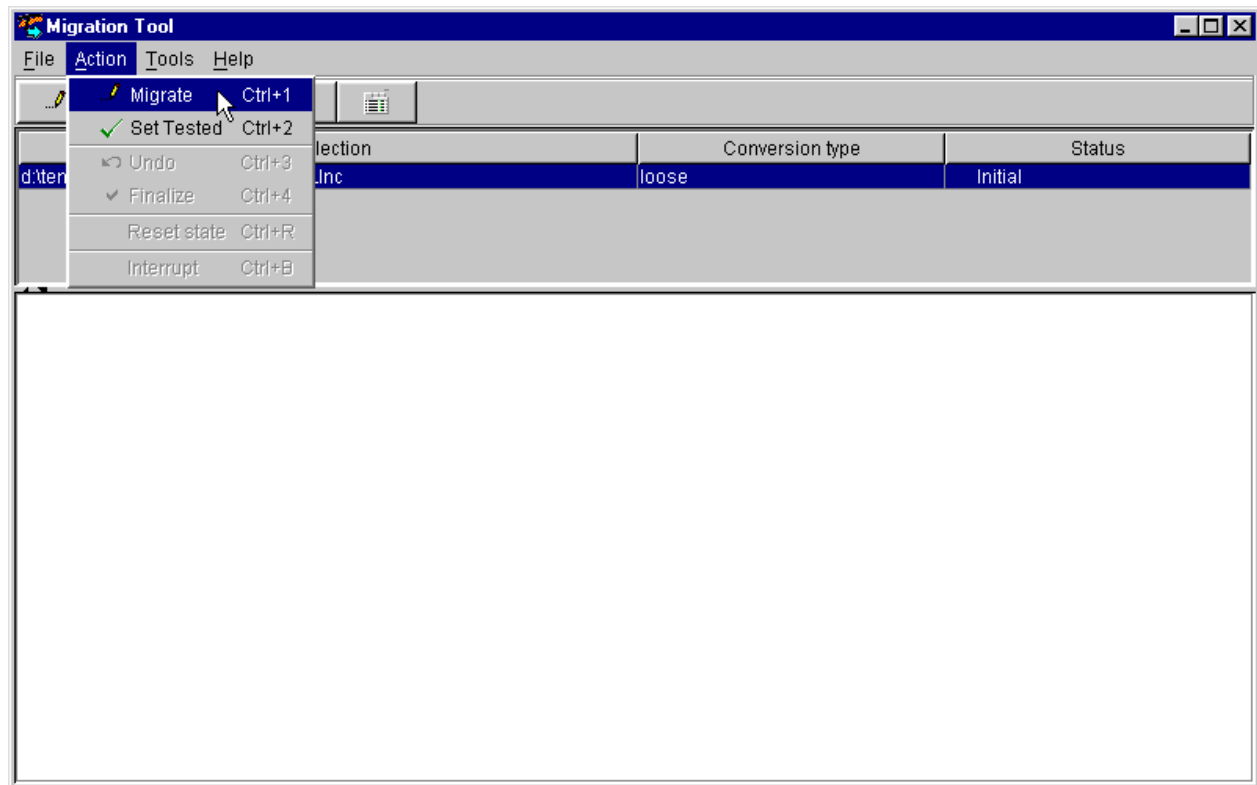 Migration Tool
File Action Tools Help
Migrate Ctrl+1
Set Tested Ctrl+2
Undo Ctrl+3
Finalize Ctrl+4
Reset state Ctrl+R
Interrupt Ctrl+B
lection Conversion type Status
d:\ten .Inc loose Initial